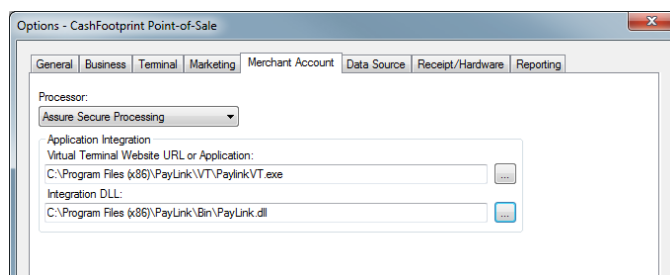 Options - CashFootprint Point-of-Sale
General Business Terminal Marketing Merchant Account Data Source Receipt/Hardware Reporting
Processor:
Assure Secure Processing
Application Integration
Virtual Terminal Website URL or Application:
C:\Program Files (x86)\PayLink\VT\PaylinkVT.exe
...
Integration DLL:
C:\Program Files (x86)\PayLink\Bin\PayLink.dll
...